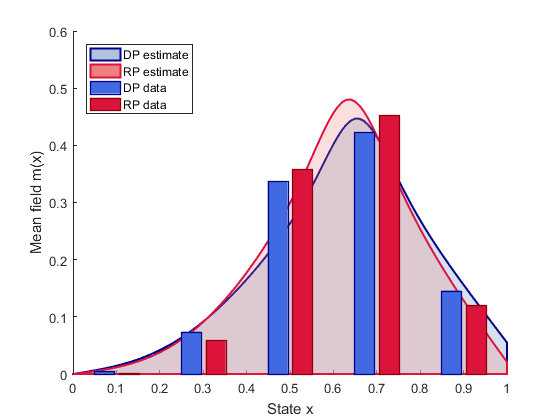 0.6
0.5
0.4
0.3
0.2
0.1
0
Mean field m(x)
DP estimate
RP estimate
DP data
RP data
0 0.1 0.2 0.3 0.4 0.5 0.6 0.7 0.8 0.9 1
State x